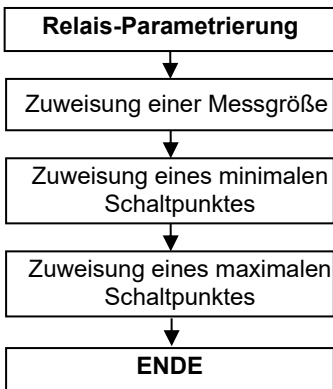 Relais-Parametrierung
Zuweisung einer Messgröße
Zuweisung eines minimalen
Schaltpunktes
Zuweisung eines maximalen
Schaltpunktes
ENDE